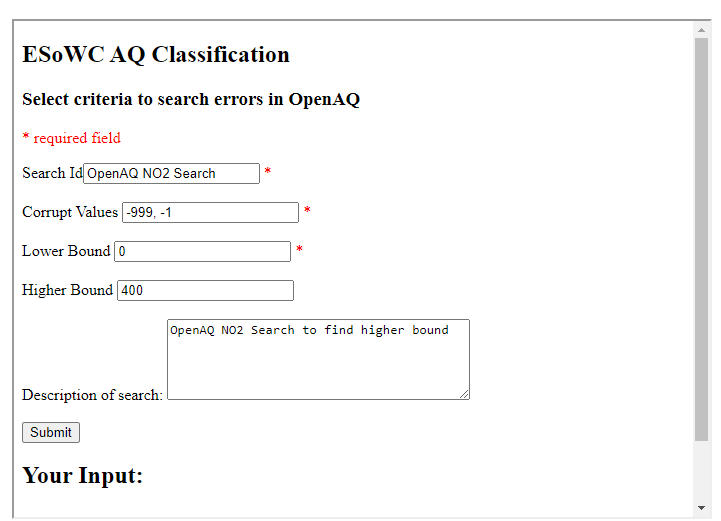 ESoWC AQ Classification
Select criteria to search errors in OpenAQ
* required field
Search Id OpenAQ NO2 Search *
Corrupt Values -999, -1 *
Lower Bound 0 *
Higher Bound 400
OpenAQ NO2 Search to find higher bound
Description of search:
Submit
Your Input: